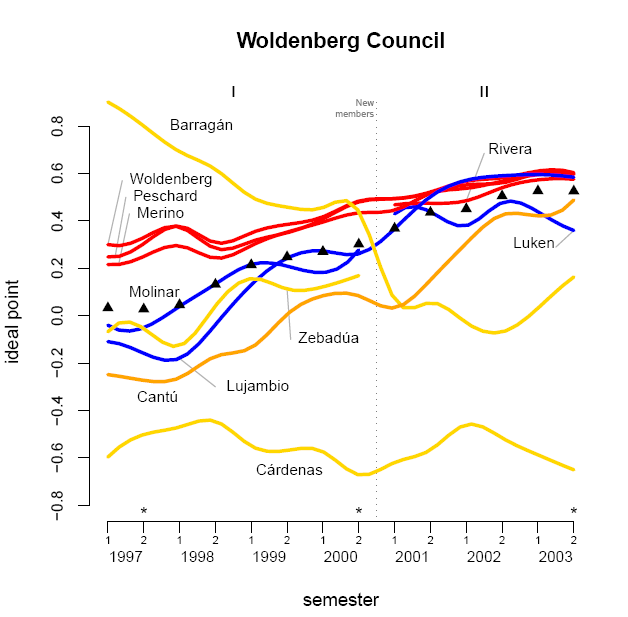 Woldenberg Council
I II
New
members
Barragán
Rivera
Woldenberg
Peschard
Merino
Luken
Molinar
Zebadúa
Lujambio
Cantú
Cárdenas
ideal point
0.8
0.6
0.4
0.2
0.0
−0.2
−0.4
−0.6
−0.8
* * *
1 2 1 2 1 2 1 2 1 2 1 2 1 2
1997 1998 1999 2000 2001 2002 2003
semester